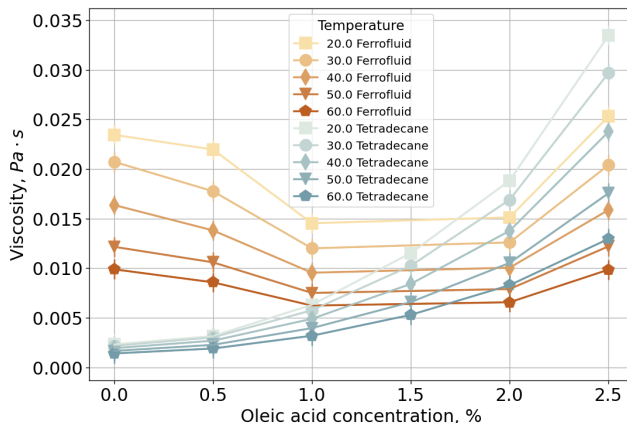 0.035
0.030
0.025
0.020
0.015
0.010
0.005
0.000
Viscosity, Pa · s
Temperature
20.0 Ferrofluid
30.0 Ferrofluid
40.0 Ferrofluid
50.0 Ferrofluid
60.0 Ferrofluid
20.0 Tetradecane
30.0 Tetradecane
40.0 Tetradecane
50.0 Tetradecane
60.0 Tetradecane
0.0 0.5 1.0 1.5 2.0 2.5
Oleic acid concentration, %